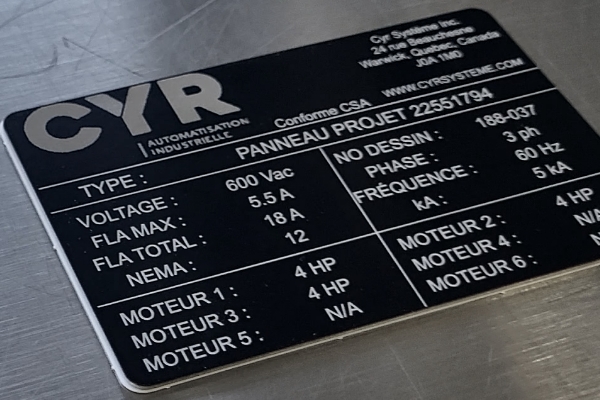 CYR
AUTOMATISATION
INDUSTRIELLE
Cyr Système inc.
24 rue Beauchesne
Warwick, Quebec, Canada
J0A 1M0
Conforme CSA WWW.CYRSYSTEME.COM
PANNEAU PROJET 22551794
TYPE :
VOLTAGE : 600 Vac
FLA MAX : 5.5 A
FLA TOTAL : 18 A
NEMA : 12
NO DESSIN : 188-037
PHASE : 3 ph
FRÉQUENCE : 60 Hz
kA : 5 kA
MOTEUR 1 : 4 HP
MOTEUR 3 : 4 HP
MOTEUR 5 : N/A
MOTEUR 2 : 4 HP
MOTEUR 4 : N/A
MOTEUR 6 :